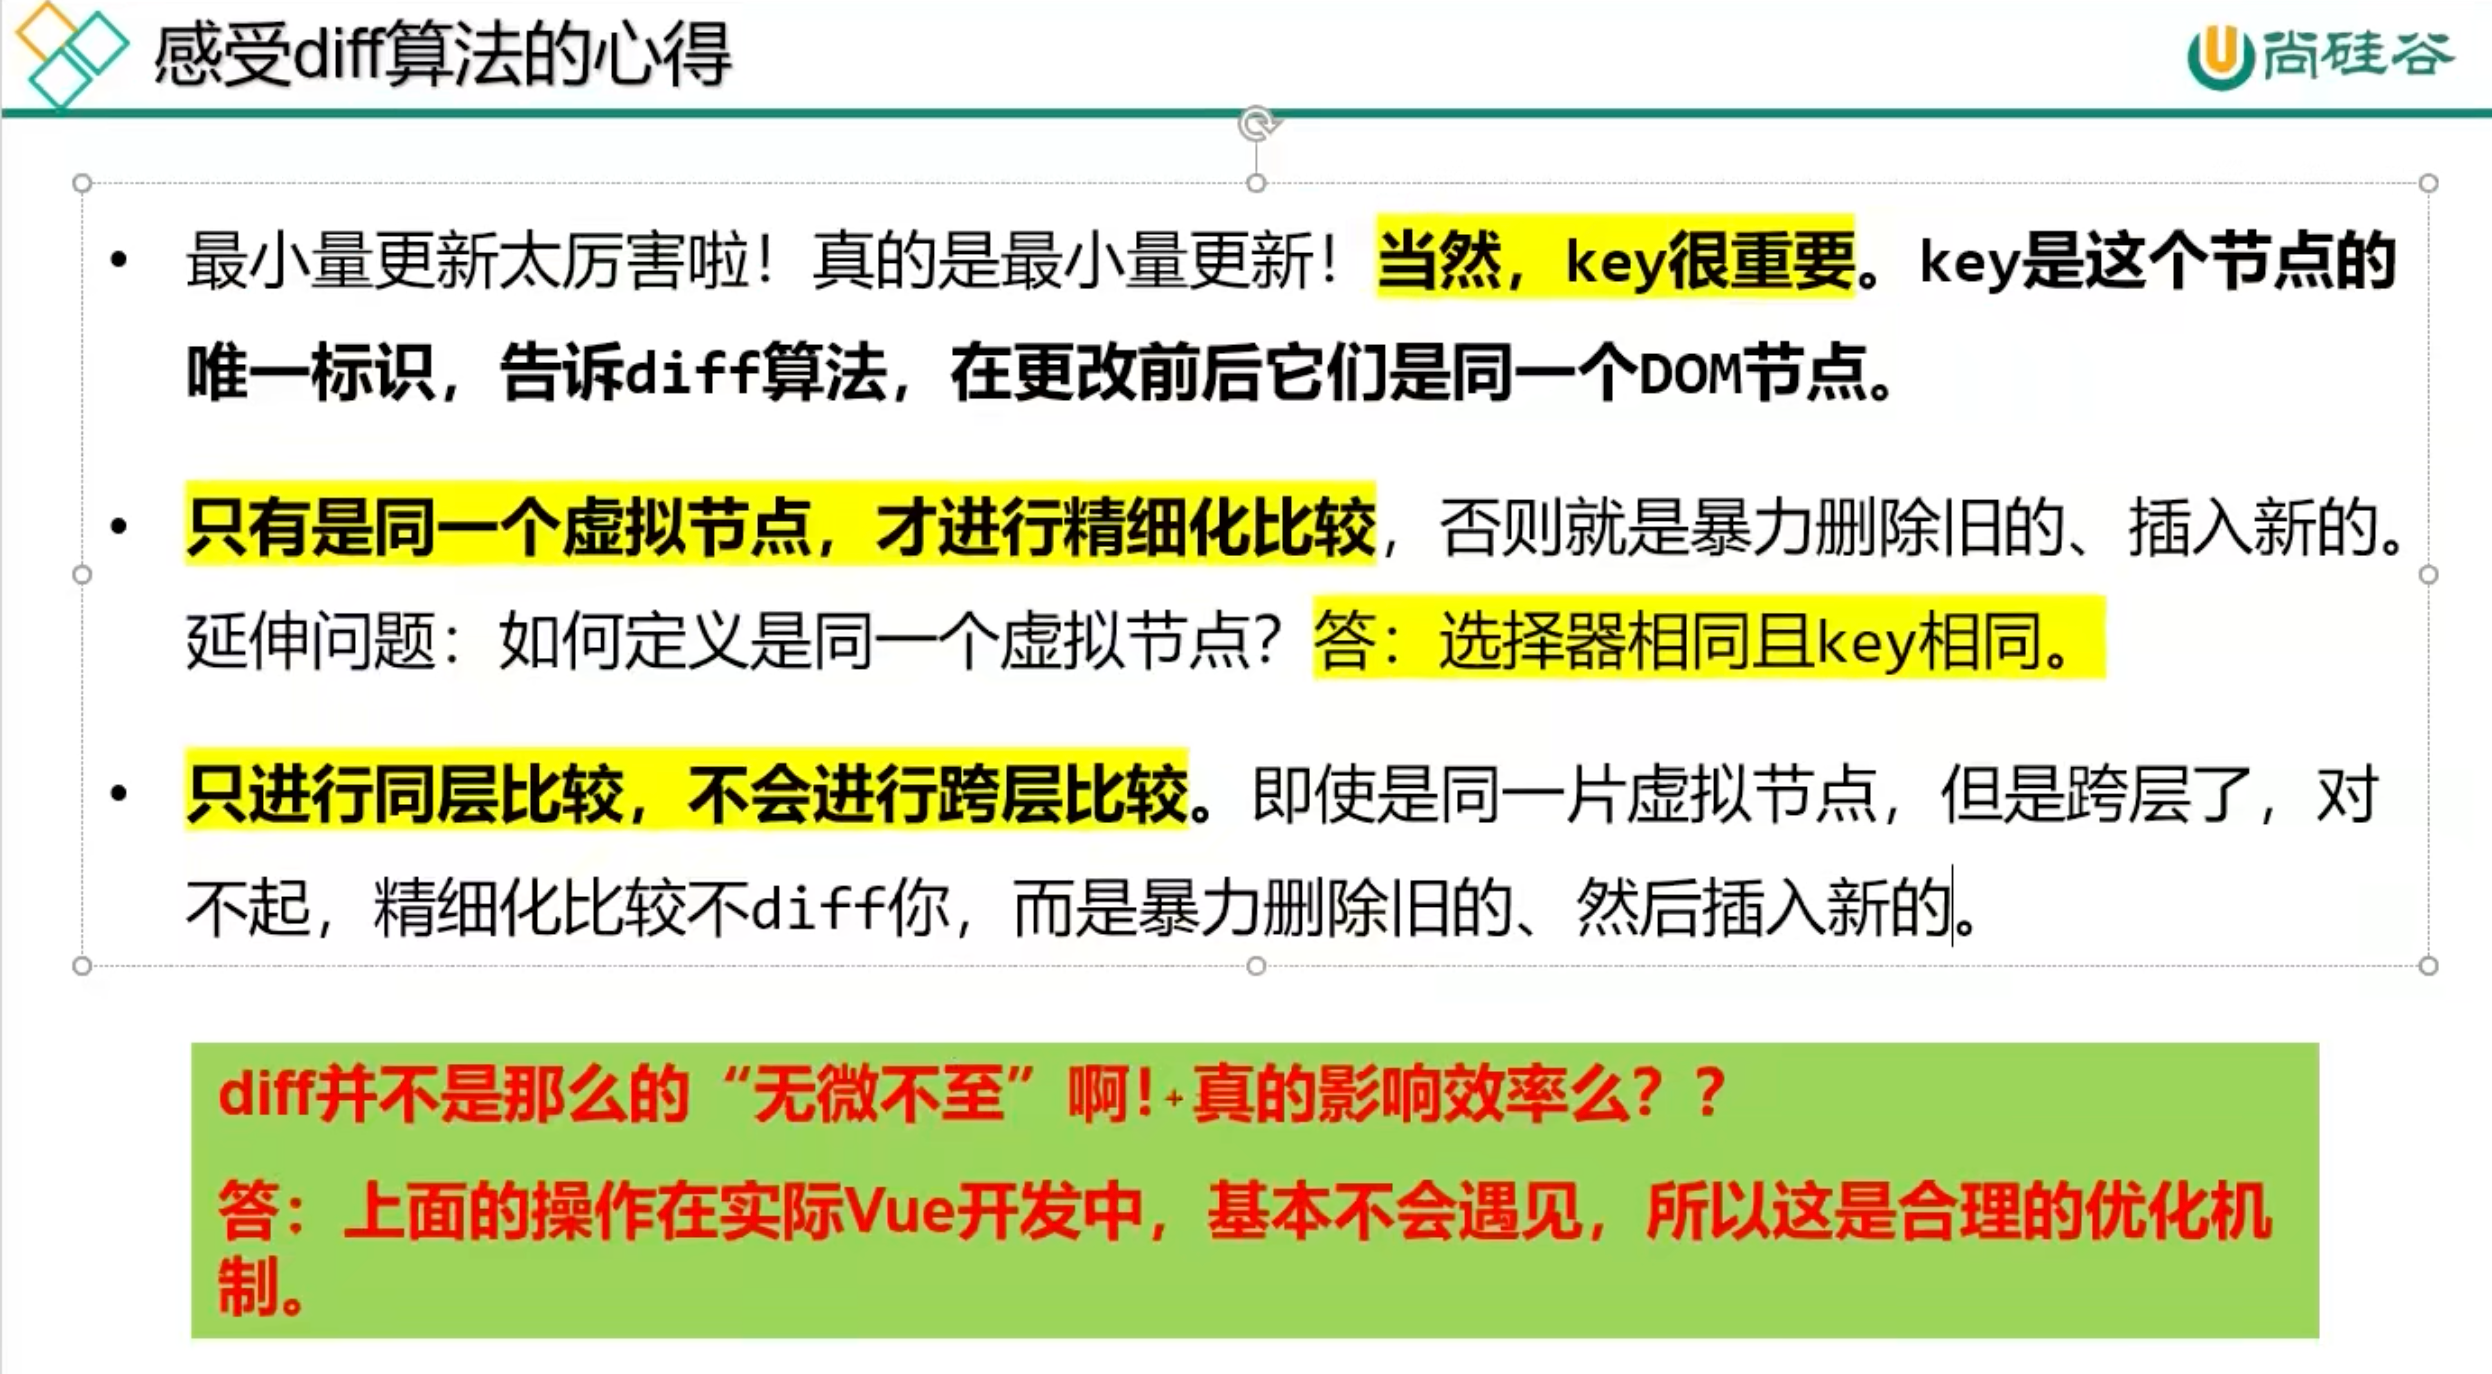 感受diff算法的心得
尚硅谷
• 最小量更新太厉害啦！真的是最小量更新！当然，key很重要。key是这个节点的
唯一标识，告诉diff算法，在更改前后它们是同一个DOM节点。
• 只有是同一个虚拟节点，才进行精细化比较，否则就是暴力删除旧的、插入新的。
延伸问题：如何定义是同一个虚拟节点？答：选择器相同且key相同。
• 只进行同层比较，不会进行跨层比较。即使是同一片虚拟节点，但是跨层了，对
不起，精细化比较不diff你，而是暴力删除旧的、然后插入新的。
diff并不是那么的“无微不至”啊！真的影响效率么？？
答：上面的操作在实际Vue开发中，基本不会遇见，所以这是合理的优化机
制。